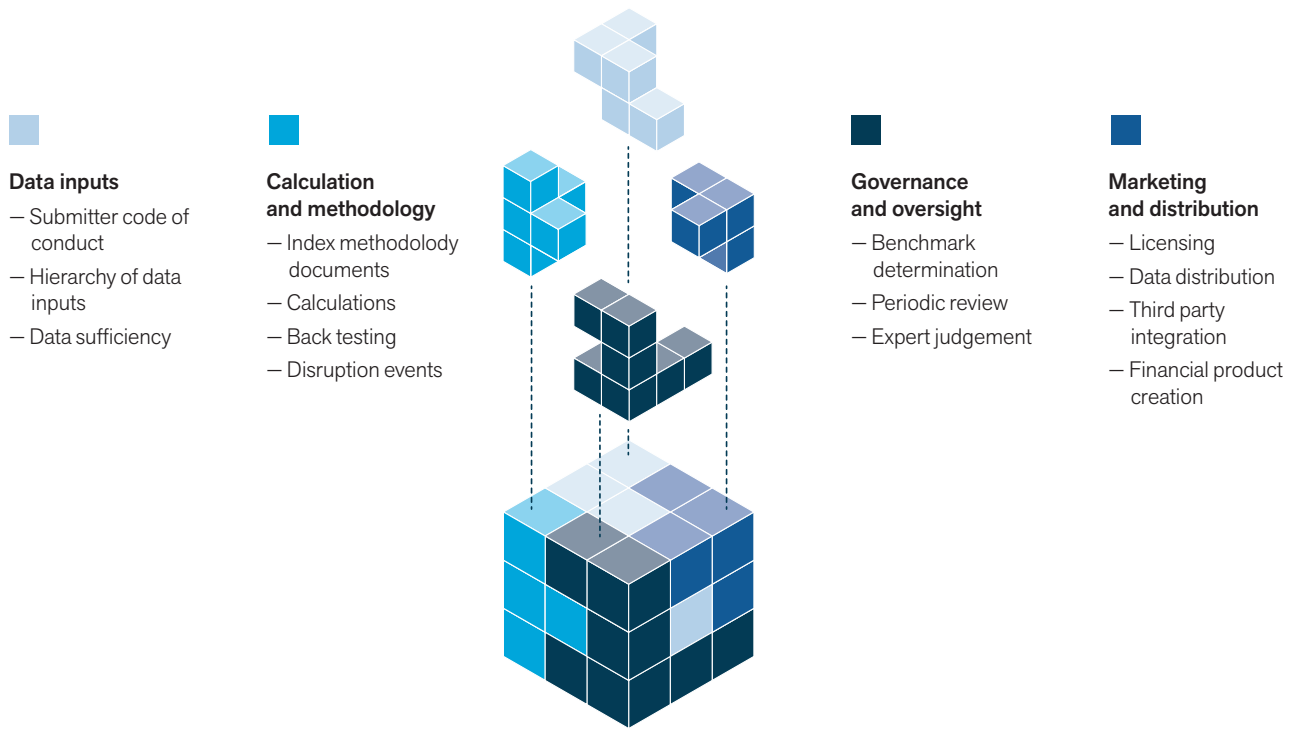 Data inputs
— Submitter code of
conduct
— Hierarchy of data
inputs
— Data sufficiency
Calculation
and methodology
— Index methodolody
documents
— Calculations
— Back testing
— Disruption events
Governance
and oversight
— Benchmark
determination
— Periodic review
— Expert judgement
Marketing
and distribution
— Licensing
— Data distribution
— Third party
integration
— Financial product
creation